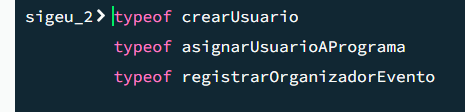 sigeu_2> typeof crearUsuario
typeof asignarUsuarioAPrograma
typeof registrarOrganizadorEvento